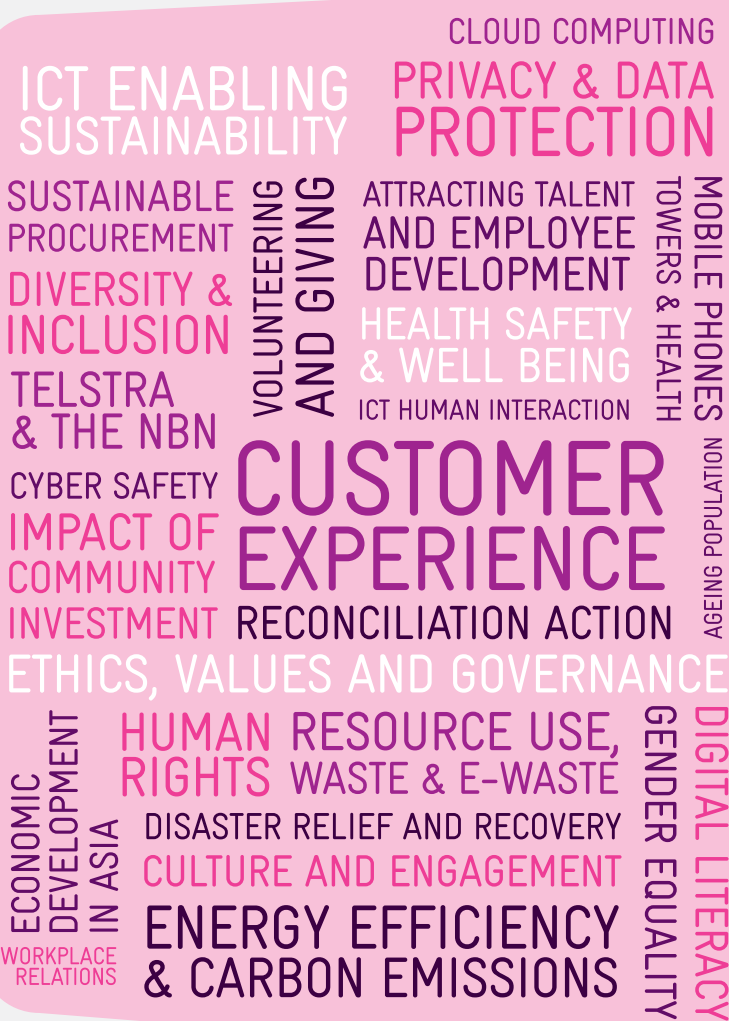 CLOUD COMPUTING
ICT ENABLING
SUSTAINABILITY
PRIVACY & DATA
PROTECTION
SUSTAINABLE
PROCUREMENT
VOLUNTEERING
AND GIVING
ATTRACTING TALENT
AND EMPLOYEE
DEVELOPMENT
MOBILE PHONES
TOWERS & HEALTH
DIVERSITY &
INCLUSION
HEALTH SAFETY
& WELL BEING
TELSTRA
& THE NBN
ICT HUMAN INTERACTION
CUSTOMER
EXPERIENCE
AGEING POPULATION
CYBER SAFETY
IMPACT OF
COMMUNITY
INVESTMENT
RECONCILIATION ACTION
ETHICS, VALUES AND GOVERNANCE
ECONOMIC
DEVELOPMENT
IN ASIA
HUMAN
RIGHTS
RESOURCE USE,
WASTE & E-WASTE
GENDER EQUALITY
DIGITAL LITERACY
DISASTER RELIEF AND RECOVERY
CULTURE AND ENGAGEMENT
ENERGY EFFICIENCY
& CARBON EMISSIONS
WORKPLACE
RELATIONS